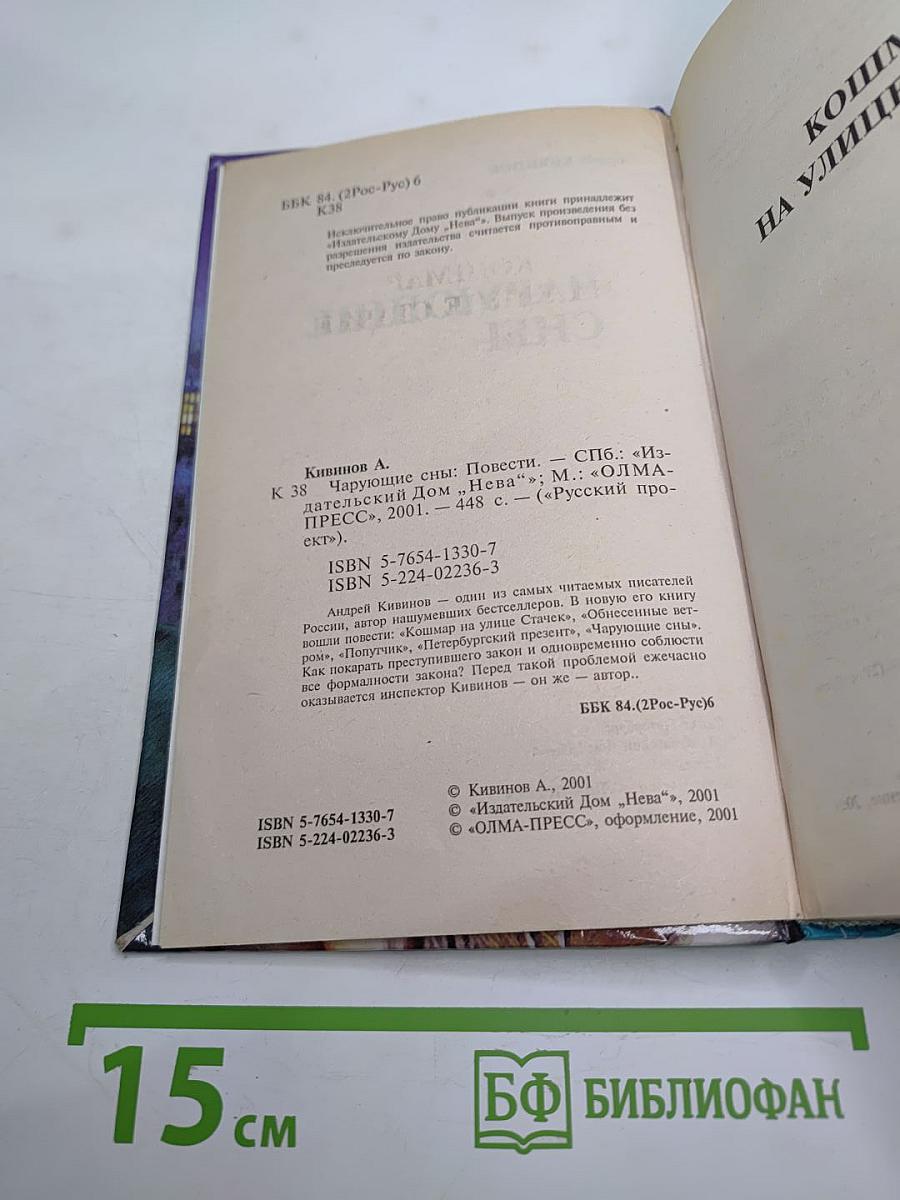 ББК 84. (2Рос-Рус) 6
К38
Исключительное право публикации книги принадлежит
«Издательскому Дому „Нева“». Выпуск произведения без
разрешения издательства считается противоправным и
преследуется по закону.
Кивинов А.
К 38 Чарующие сны: Повести. — СПб.: «Из-
дательский Дом „Нева“»; М.: «ОЛМА-
ПРЕСС», 2001. — 448 с. — («Русский про-
ект»).
ISBN 5-7654-1330-7
ISBN 5-224-02236-3
Андрей Кивинов — один из самых читаемых писателей
России, автор нашумевших бестселлеров. В новую его книгу
вошли повести: «Кошмар на улице Стачек», «Обнесенные вет-
ром», «Попутчик», «Петербургский презент», «Чарующие сны».
Как покарать преступившего закон и одновременно соблюсти
все формалности закона? Перед такой проблемой ежечасно
оказывается инспектор Кивинов — он же — автор..
ББК 84.(2Рос-Рус)6
ISBN 5-7654-1330-7
ISBN 5-224-02236-3
© Кивинов А., 2001
© «Издательский Дом „Нева“», 2001
© «ОЛМА-ПРЕСС», оформление, 2001
КОШМ
НА УЛИЦЕ
15 см
БФ БИБЛИОФАН